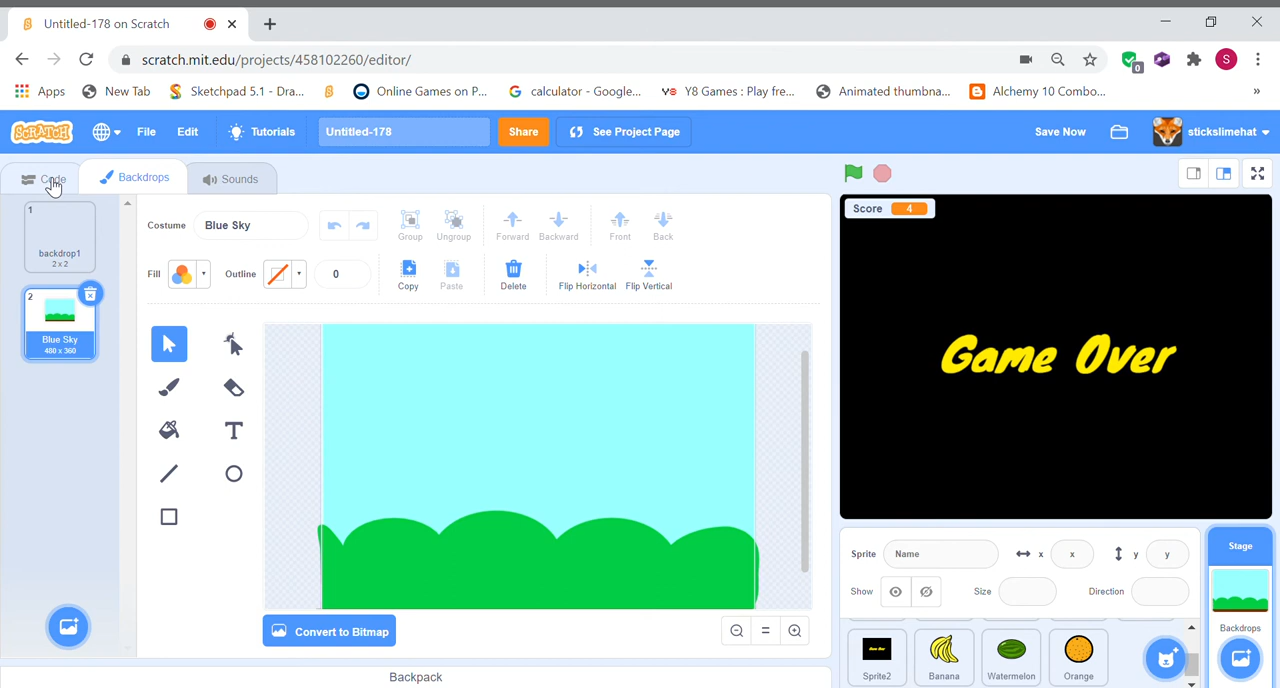 Untitled-178 on Scratch
scratch.mit.edu/projects/458102260/editor/
0
S
Apps
New Tab
Sketchpad 5.1 - Dra...
Online Games on P...
G calculator - Google...
Y8 Games : Play fre...
Animated thumbna...
Alchemy 10 Combo...
»
SCRATCH
File
Edit
Tutorials
Untitled-178
Share
See Project Page
Save Now
stickslimehat
Code
Backdrops
Sounds
1
backdrop1
2 x 2
2
Blue Sky
480 x 360
Costume
Blue Sky
Group
Ungroup
Forward
Backward
Front
Back
Fill
Outline
0
Copy
Paste
Delete
Flip Horizontal
Flip Vertical
T
Convert to Bitmap
Backpack
Score 4
Game Over
Sprite
Name
x
x
y
y
Show
Size
Direction
Stage
Backdrops
Sprite2
Banana
Watermelon
Orange